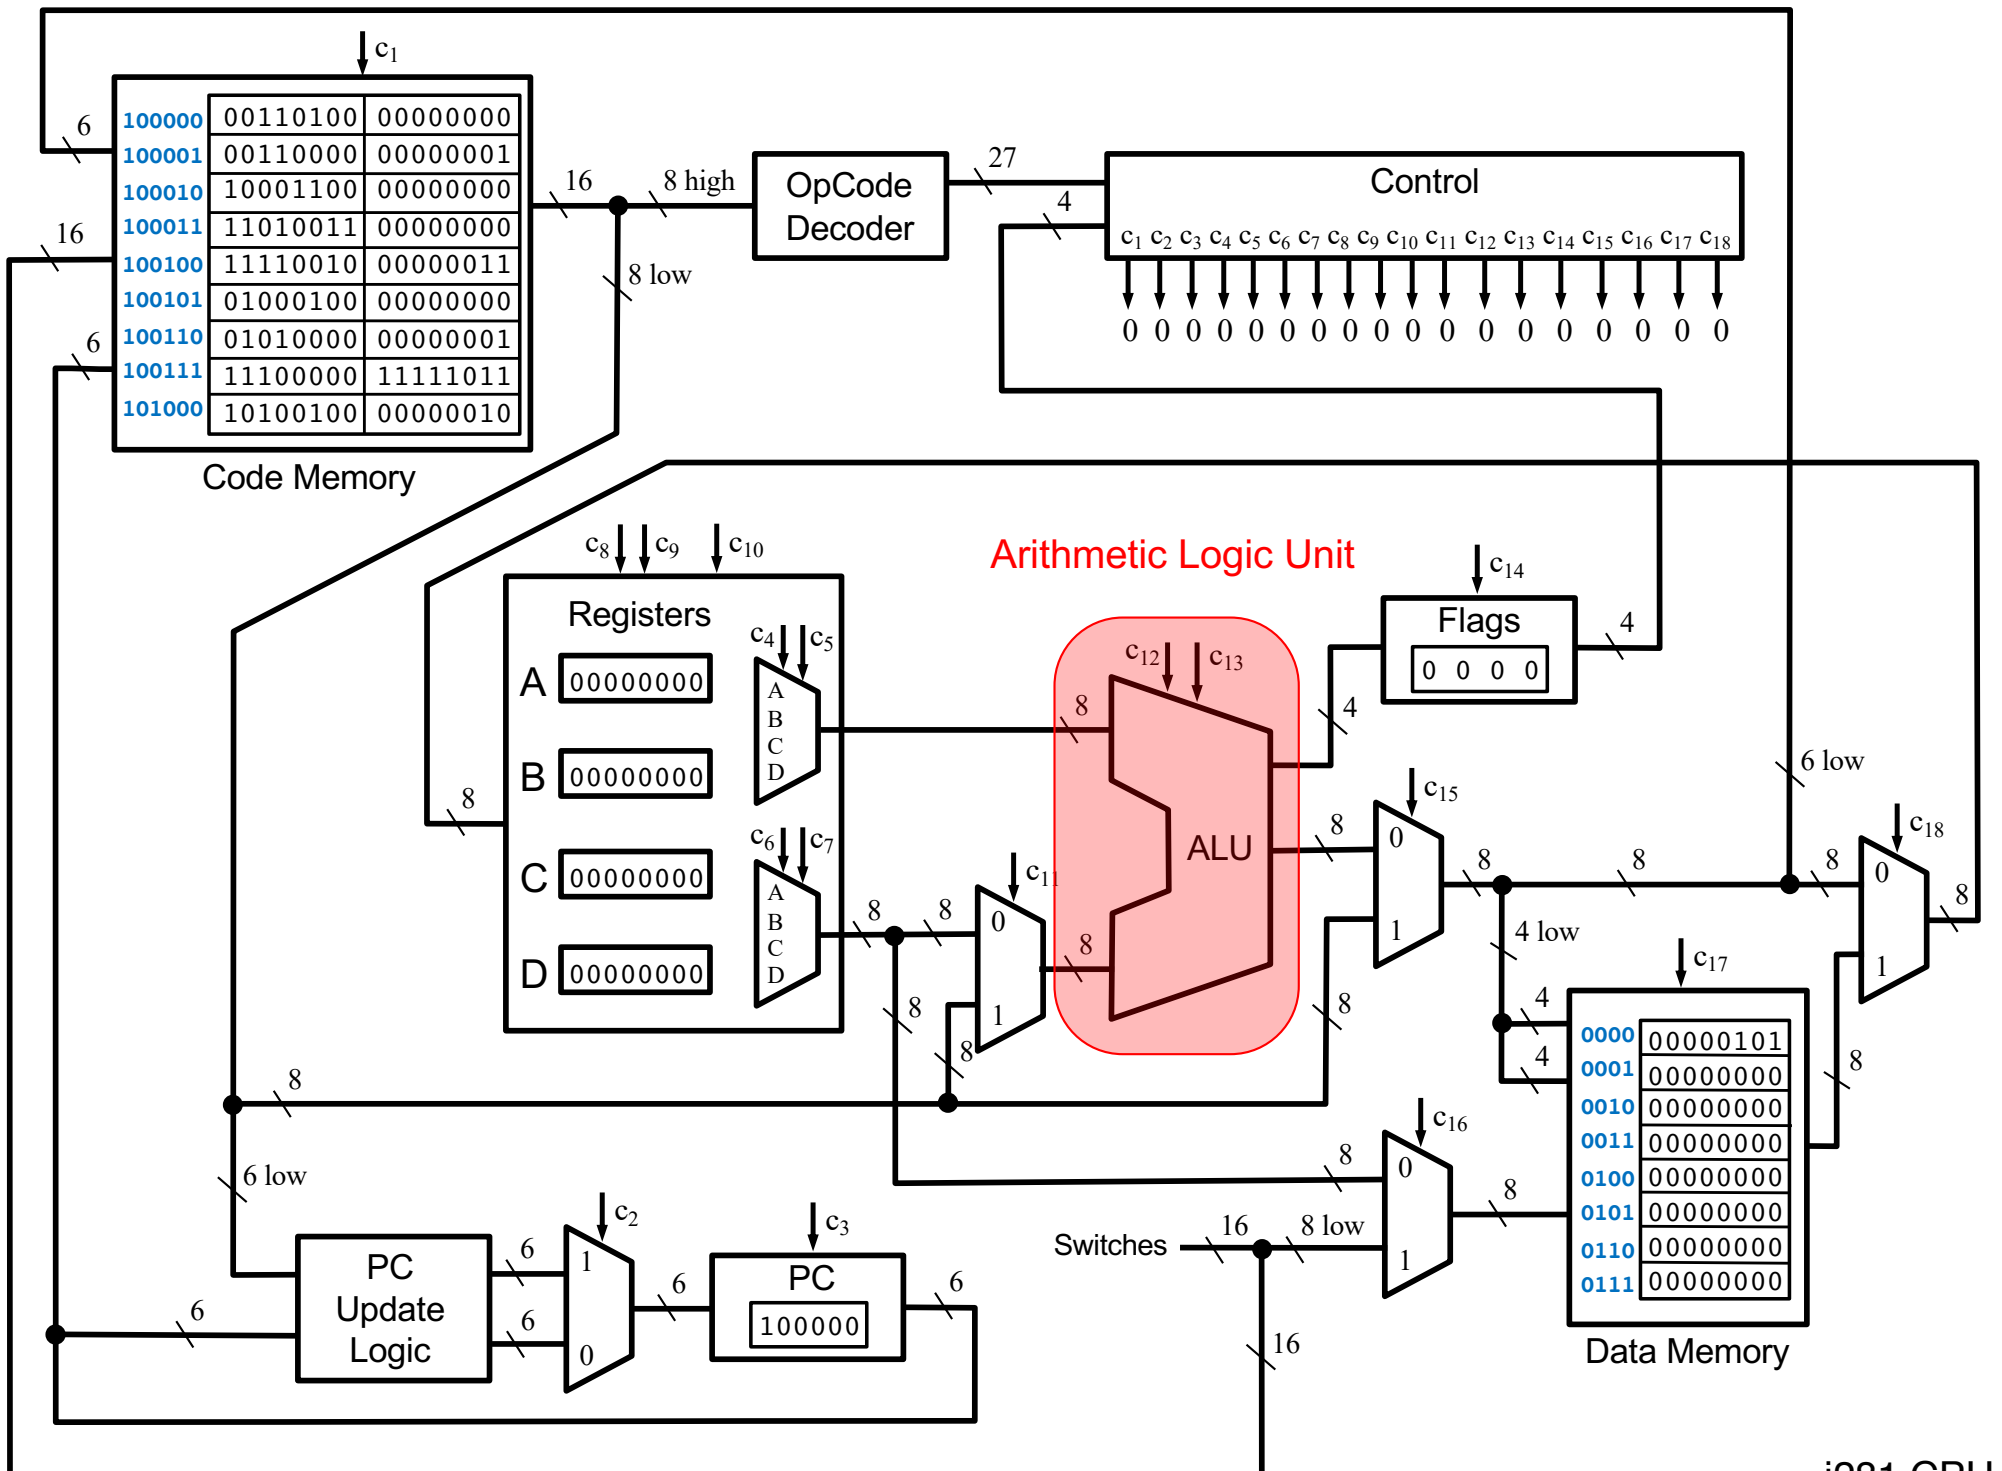 c1
100000 00110100 00000000
100001 00110000 00000001
100010 10001100 00000000
100011 11010011 00000000
100100 11110010 00000011
100101 01000100 00000000
100110 01010000 00000001
100111 11100000 11111011
101000 10100100 00000010
Code Memory
6
16
6
16
8 high
8 low
OpCode
Decoder
27
4
Control
c1 c2 c3 c4 c5 c6 c7 c8 c9 c10 c11 c12 c13 c14 c15 c16 c17 c18
0 0 0 0 0 0 0 0 0 0 0 0 0 0 0 0 0 0
c8 c9 c10
Registers
A 00000000
B 00000000
C 00000000
D 00000000
8
c4 c5
A
B
C
D
c6 c7
A
B
C
D
8
8
8
c11
0
1
8
8
8
Arithmetic Logic Unit
c12 c13
ALU
8
4
c14
Flags
0 0 0 0
4
8
c15
0
1
8
8
8
6 low
8
c18
0
1
8
4 low
4
4
c17
0000 00000101
0001 00000000
0010 00000000
0011 00000000
0100 00000000
0101 00000000
0110 00000000
0111 00000000
Data Memory
8
8
6 low
PC
Update
Logic
6
6
6
c2
1
0
6
c3
PC
100000
6
8
c16
0
1
8
Switches
16
8 low
16